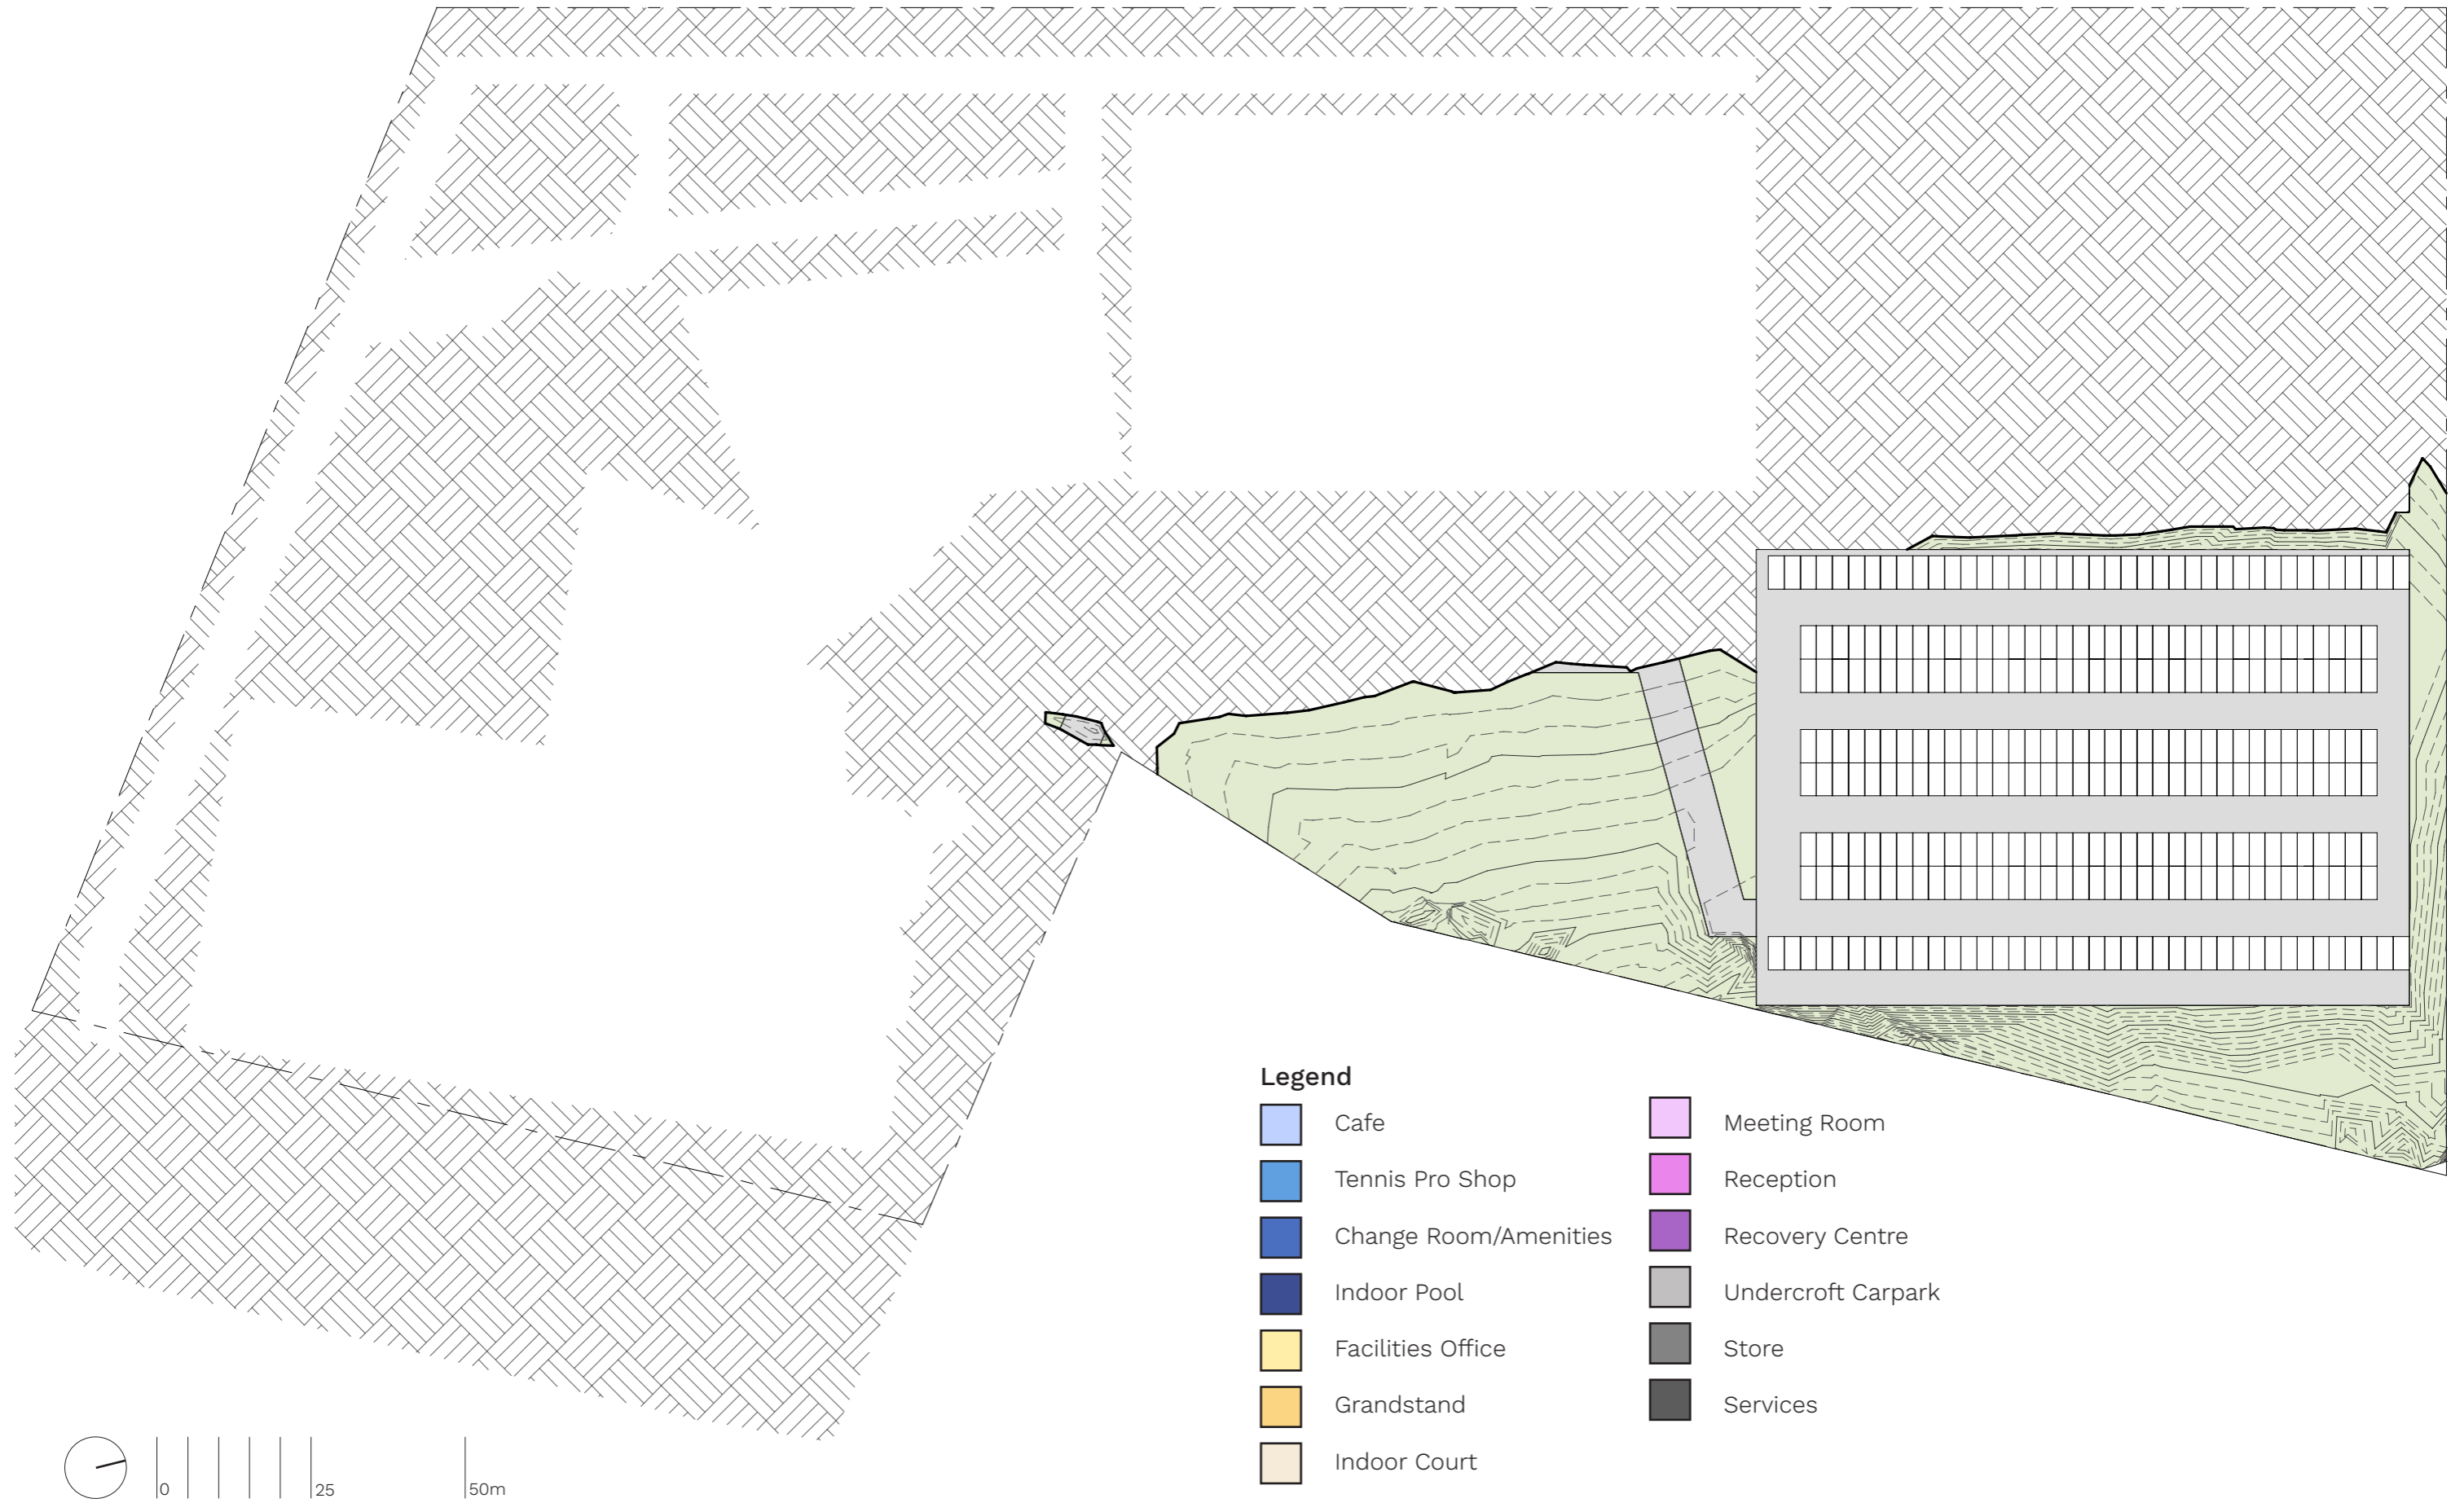 Legend
Cafe
Tennis Pro Shop
Change Room/Amenities
Indoor Pool
Facilities Office
Grandstand
Indoor Court
Meeting Room
Reception
Recovery Centre
Undercroft Carpark
Store
Services
0 25 50m